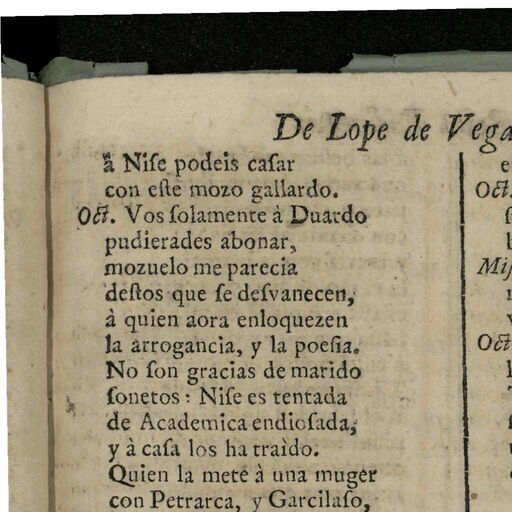 De Lope de Vega
à Nise podeis casar
con este mozo gallardo.
Oct. Vos solamente à Duardo
pudierades abonar,
mozuelo me parecia
destos que se desvanecen,
à quien aora enloquezen
la arrogancia, y la poesia.
No son gracias de marido
sonetos: Nise es tentada
de Academica endiosada,
y à casa los ha traìdo.
Quien la mete à una muger
con Petrarca, y Garcilaso,
Oct.
Mis
Oct